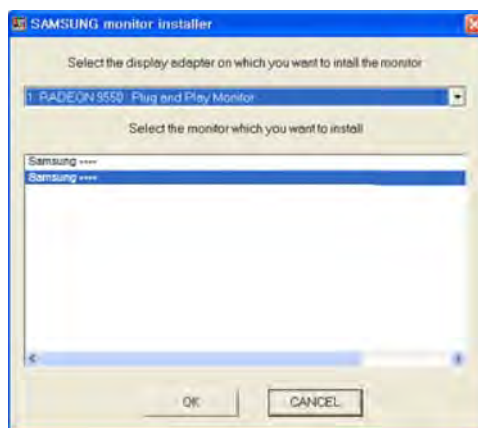 SAMSUNG monitor installer
Select the display adapter on which you want to intall the monitor
1. RADEON 9550 : Plug and Play Monitor
Select the monitor which you want to install
Samsung ----
Samsung ----
OK
CANCEL